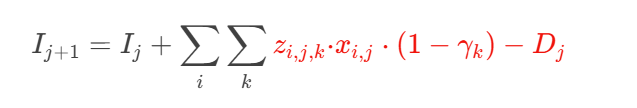 I_{j+1} = I_j + \sum_i \sum_k z_{i,j,k} \cdot x_{i,j} \cdot (1 - \gamma_k) - D_j